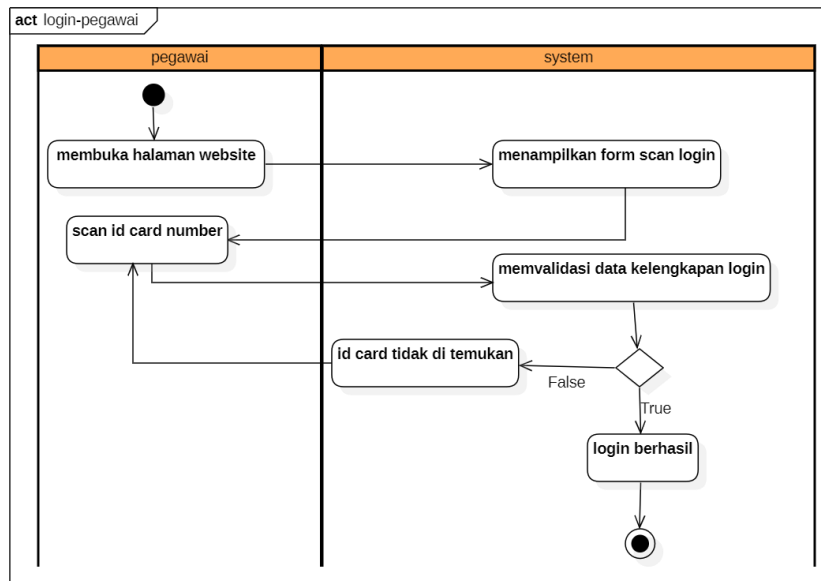 act login-pegawai
pegawai
system
membuka halaman website
menampilkan form scan login
scan id card number
memvalidasi data kelengkapan login
id card tidak di temukan
False
True
login berhasil